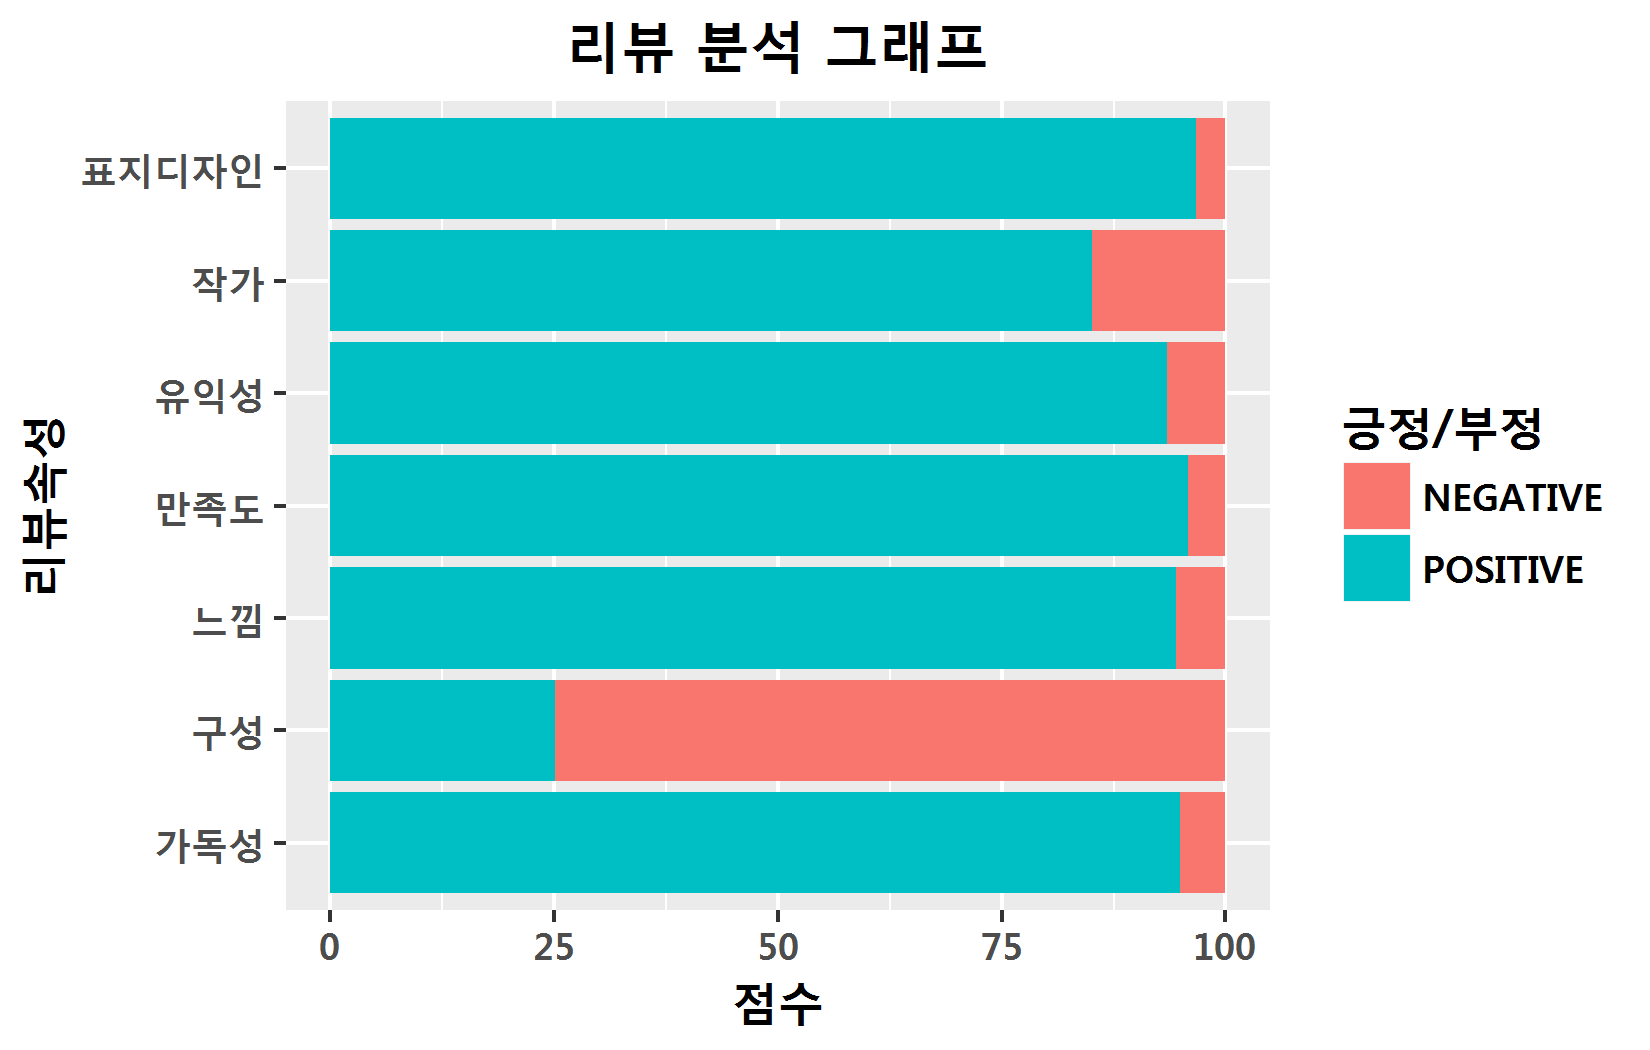 리뷰 분석 그래프
리뷰속성
표지디자인
작가
유익성
만족도
느낌
구성
가독성
0 25 50 75 100
점수
긍정/부정
NEGATIVE
POSITIVE